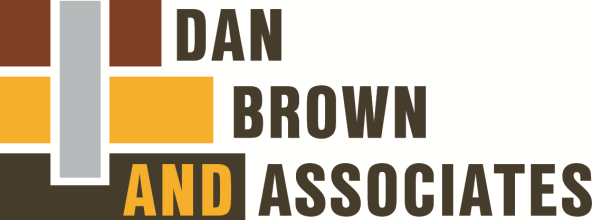 DAN
BROWN
AND ASSOCIATES